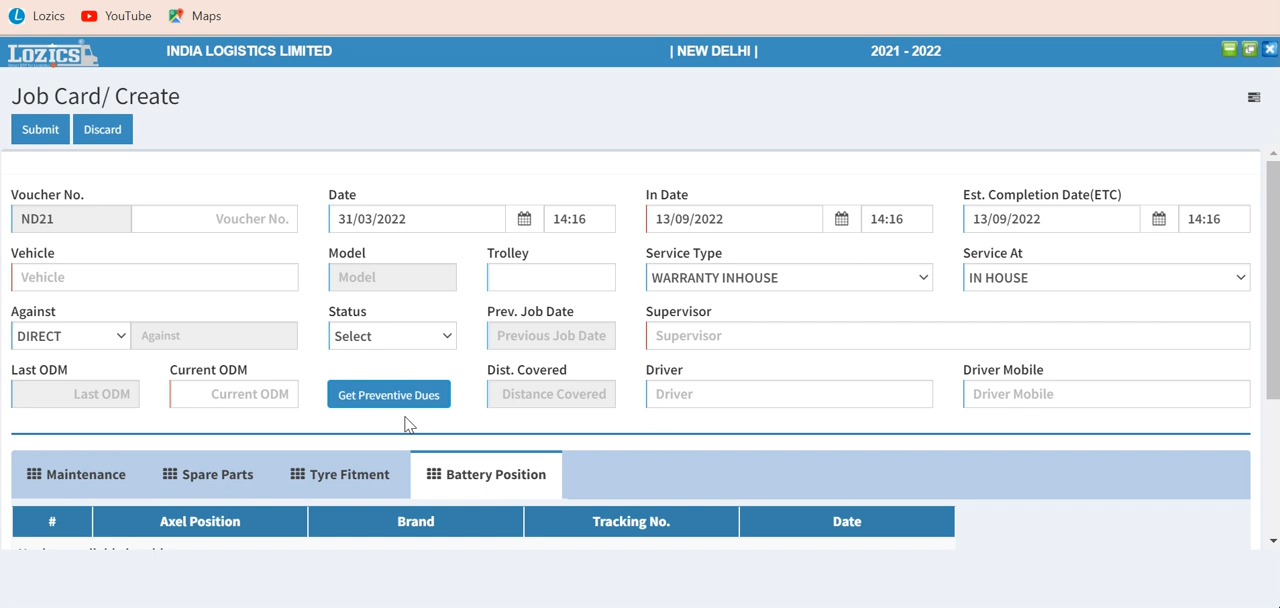 Lozics YouTube Maps
LOZICS INDIA LOGISTICS LIMITED | NEW DELHI | 2021 - 2022
Job Card/ Create
Submit Discard
Voucher No. Date In Date Est. Completion Date(ETC)
ND21 Voucher No. 31/03/2022 14:16 13/09/2022 14:16 13/09/2022 14:16
Vehicle Model Trolley Service Type Service At
Vehicle Model WARRANTY INHOUSE IN HOUSE
Against Status Prev. Job Date Supervisor
DIRECT Against Select Previous Job Date Supervisor
Last ODM Current ODM Dist. Covered Driver Driver Mobile
Last ODM Current ODM Get Preventive Dues Distance Covered Driver Driver Mobile
Maintenance Spare Parts Tyre Fitment Battery Position
# Axel Position Brand Tracking No. Date